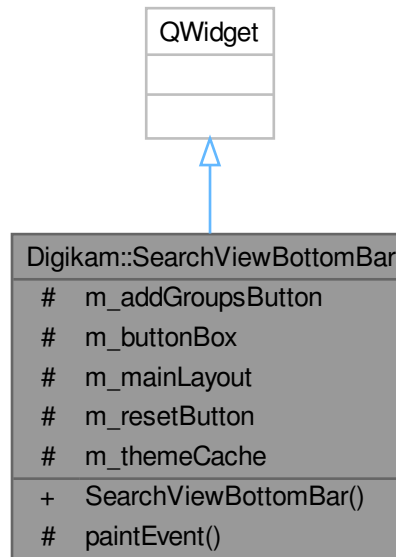 QWidget
Digikam::SearchViewBottomBar
# m_addGroupsButton
# m_buttonBox
# m_mainLayout
# m_resetButton
# m_themeCache
+ SearchViewBottomBar()
# paintEvent()